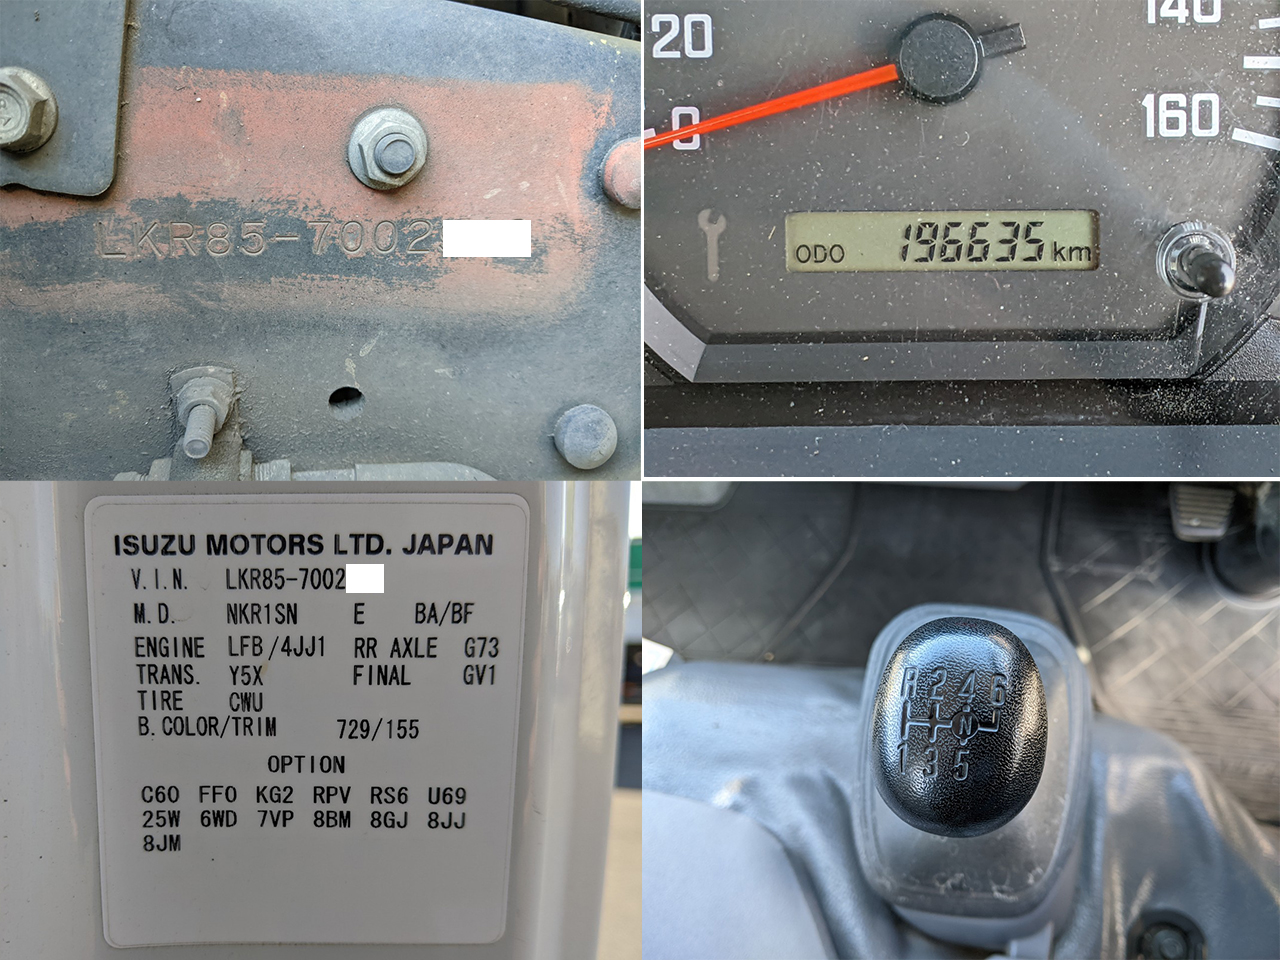 LKR85-7002
20
0
140
160
ODO 196635 km
ISUZU MOTORS LTD. JAPAN
V.I.N. LKR85-7002
M.D. NKR1SN E BA/BF
ENGINE LFB/4JJ1 RR AXLE G73
TRANS. Y5X FINAL GV1
TIRE CWU
B.COLOR/TRIM 729/155
OPTION
C60 FF0 KG2 RPV RS6 U69
25W 6WD 7VP 8BM 8GJ 8JJ
8JM
R 2 4 6
N
1 3 5